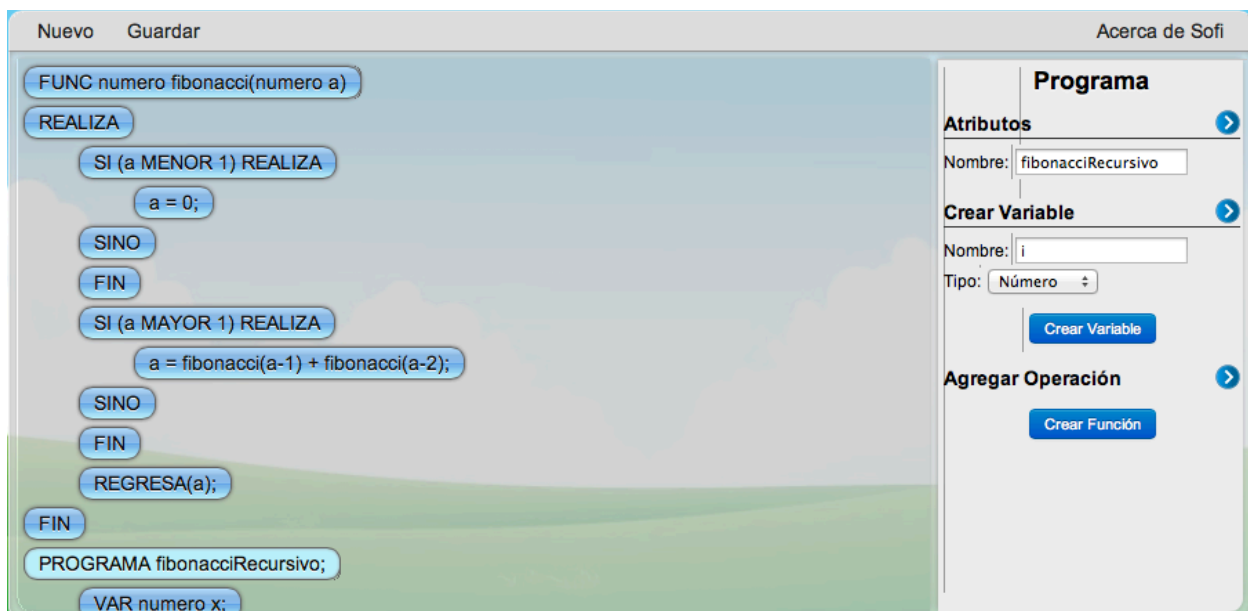 Nuevo Guardar Acerca de Sofi
FUNC numero fibonacci(numero a)
REALIZA
SI (a MENOR 1) REALIZA
a = 0;
SINO
FIN
SI (a MAYOR 1) REALIZA
a = fibonacci(a-1) + fibonacci(a-2);
SINO
FIN
REGRESA(a);
FIN
PROGRAMA fibonacciRecursivo;
VAR numero x;
Programa
Atributos
Nombre: fibonacciRecursivo
Crear Variable
Nombre: i
Tipo: Número
Crear Variable
Agregar Operación
Crear Función